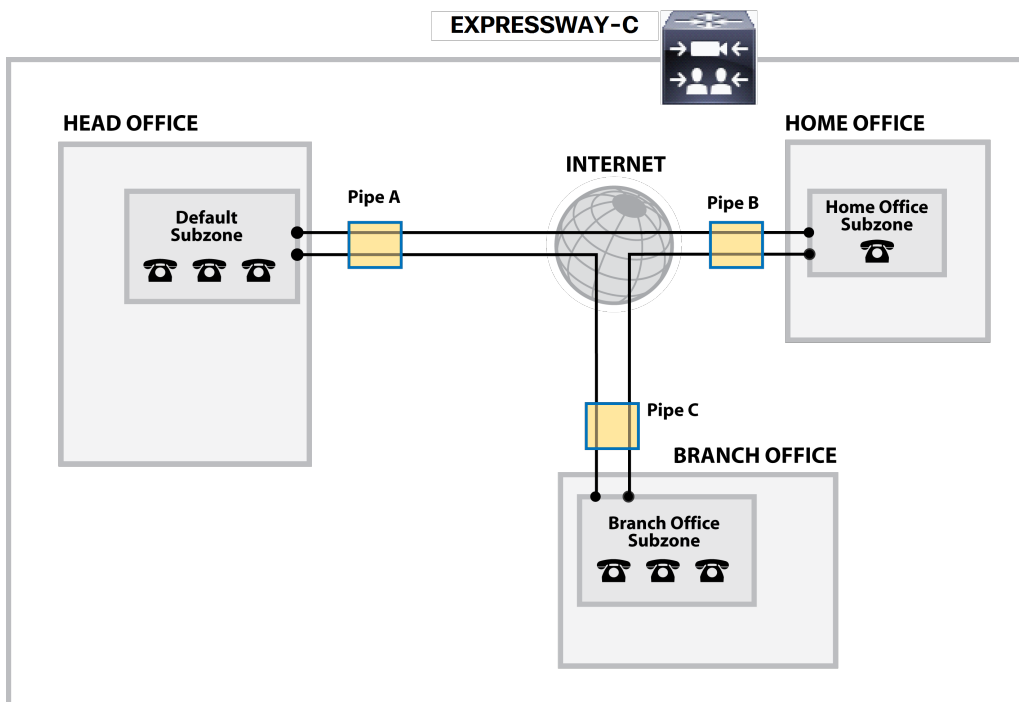 EXPRESSWAY-C
HEAD OFFICE
HOME OFFICE
INTERNET
Pipe A
Pipe B
Default
Subzone
Home Office
Subzone
Pipe C
BRANCH OFFICE
Branch Office
Subzone